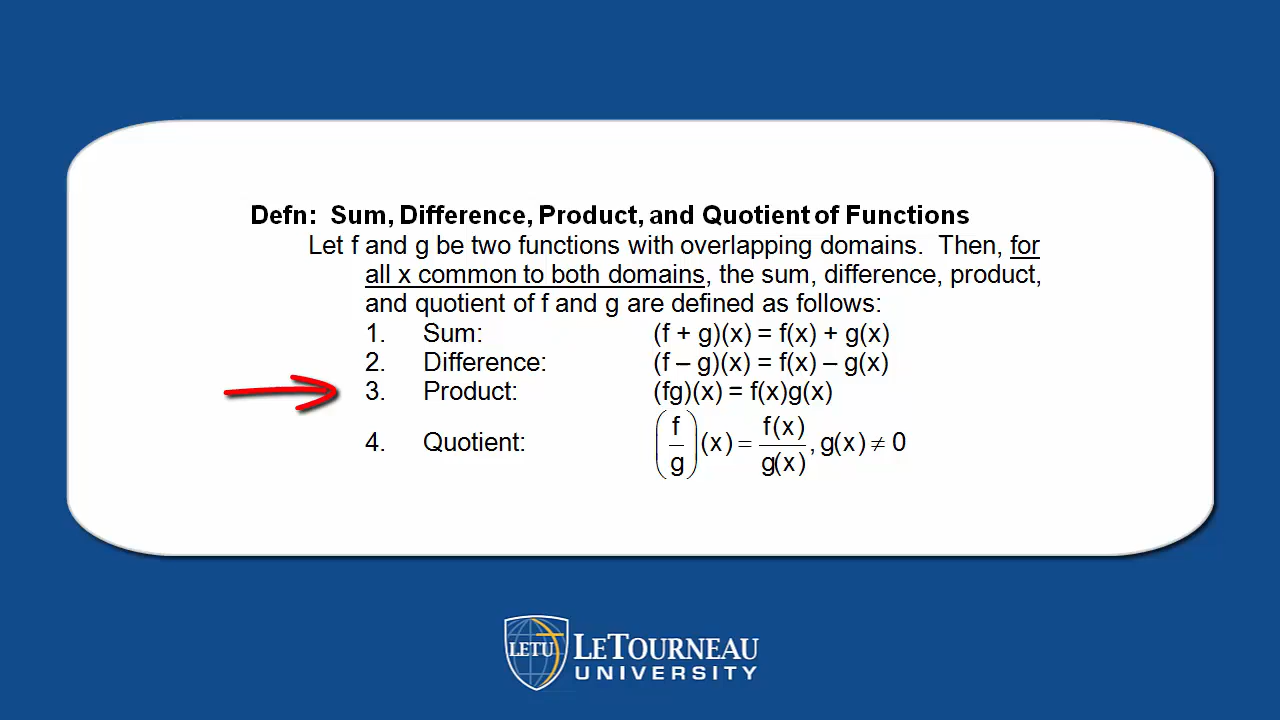 Defn: Sum, Difference, Product, and Quotient of Functions
Let f and g be two functions with overlapping domains. Then, for
all x common to both domains, the sum, difference, product,
and quotient of f and g are defined as follows:
1. Sum: (f + g)(x) = f(x) + g(x)
2. Difference: (f – g)(x) = f(x) – g(x)
3. Product: (fg)(x) = f(x)g(x)
4. Quotient: (f/g)(x) = f(x)/g(x), g(x) ≠ 0
LETU
LETOURNEAU
UNIVERSITY